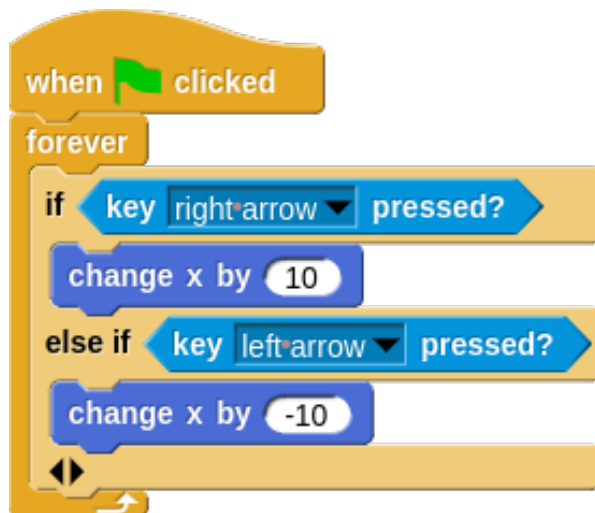 when clicked
forever
if key right arrow pressed?
change x by 10
else if key left arrow pressed?
change x by -10